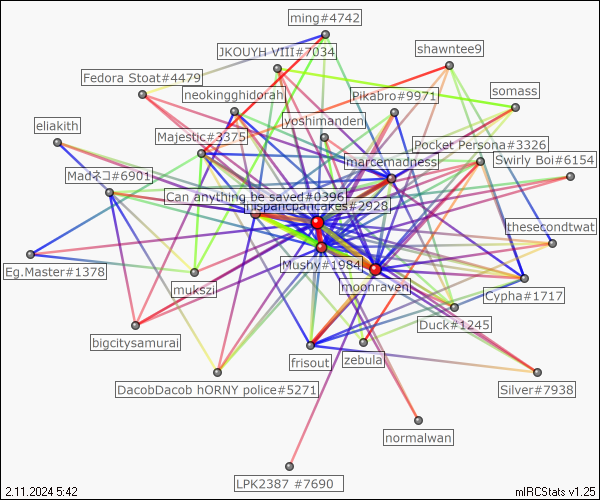 ming#4742
JKOUYH VIII#7034
shawntee9
Fedora Stoat#4479
neokingghidorah
Pikabro#9971
somass
eliakith
Majestic#3375
yoshimanden
Pocket Persona#3326
marcemadness
Swirly Boi#6154
Madネコ#6901
Can anything be saved#0396
#2928
thesecondtwat
Mushy#1984
Eg.Master#1378
mukszi
moonraven
Cypha#1717
Duck#1245
bigcitysamurai
frisout
zebula
DacobDacob hORNY police#5271
Silver#7938
normalwan
LPK2387 #7690
2.11.2024 5:42
mIRCStats v1.25